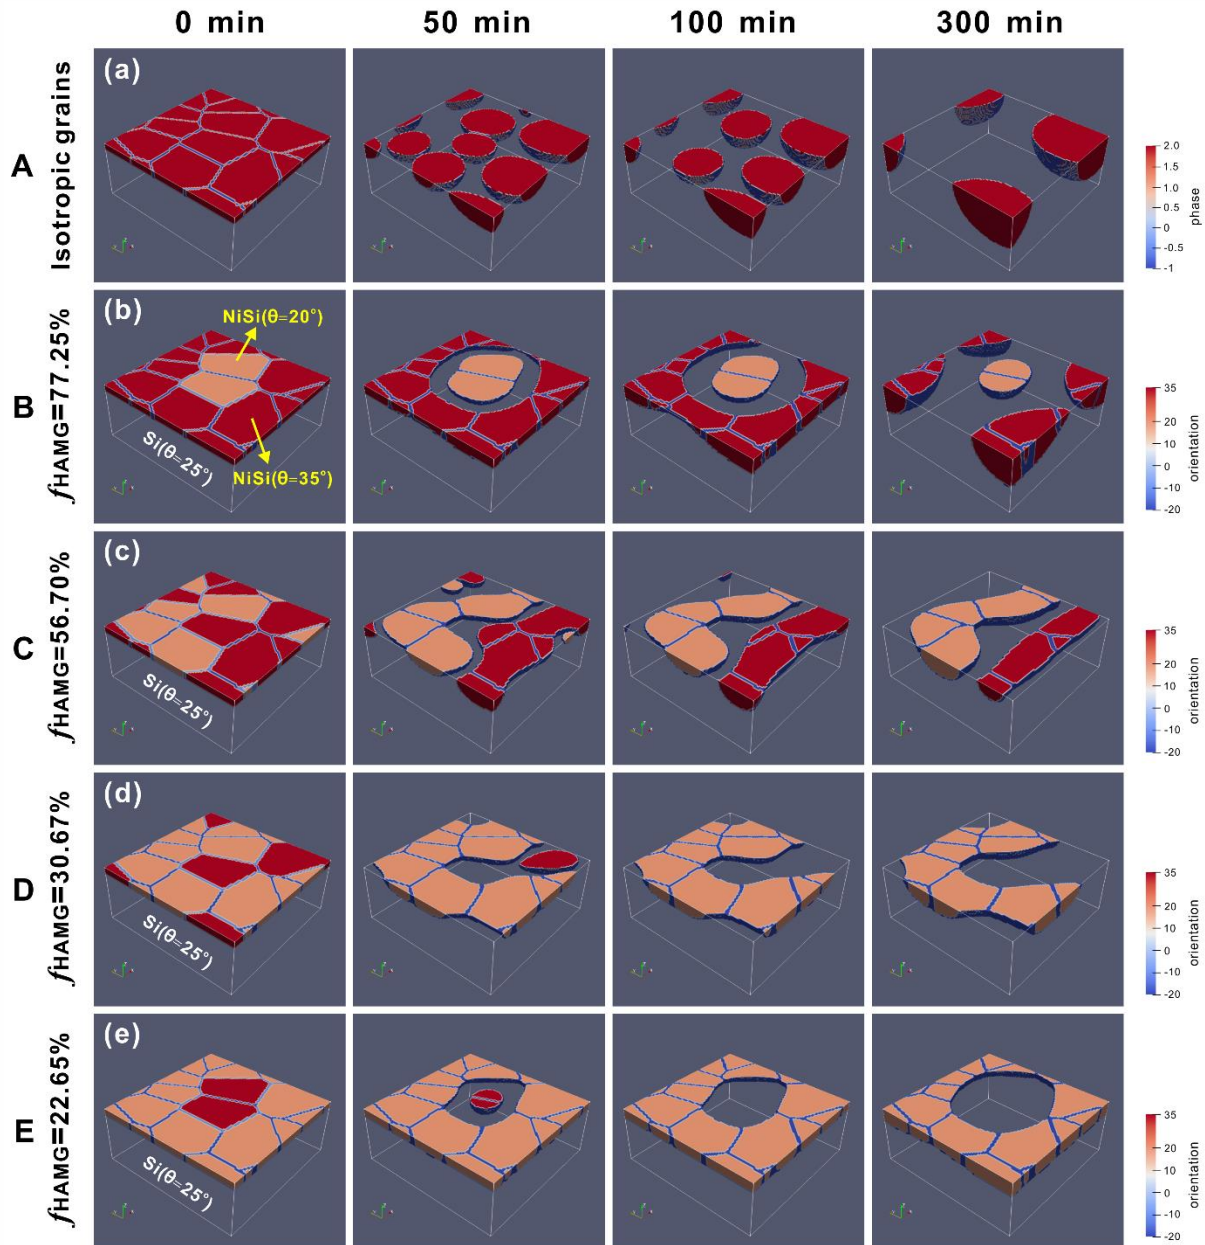 0 min 50 min 100 min 300 min
A
Isotropic grains
(a)
2.0
1.5
1.0
0.5
0
-0.5
-1
phase
B
fHAMG=77.25%
(b)
NiSi(θ=20°)
NiSi(θ=35°)
Si(θ=25°)
35
20
10
0
-10
-20
orientation
C
fHAMG=56.70%
(c)
Si(θ=25°)
35
20
10
0
-10
-20
orientation
D
fHAMG=30.67%
(d)
Si(θ=25°)
35
20
10
0
-10
-20
orientation
E
fHAMG=22.65%
(e)
Si(θ=25°)
35
20
10
0
-10
-20
orientation